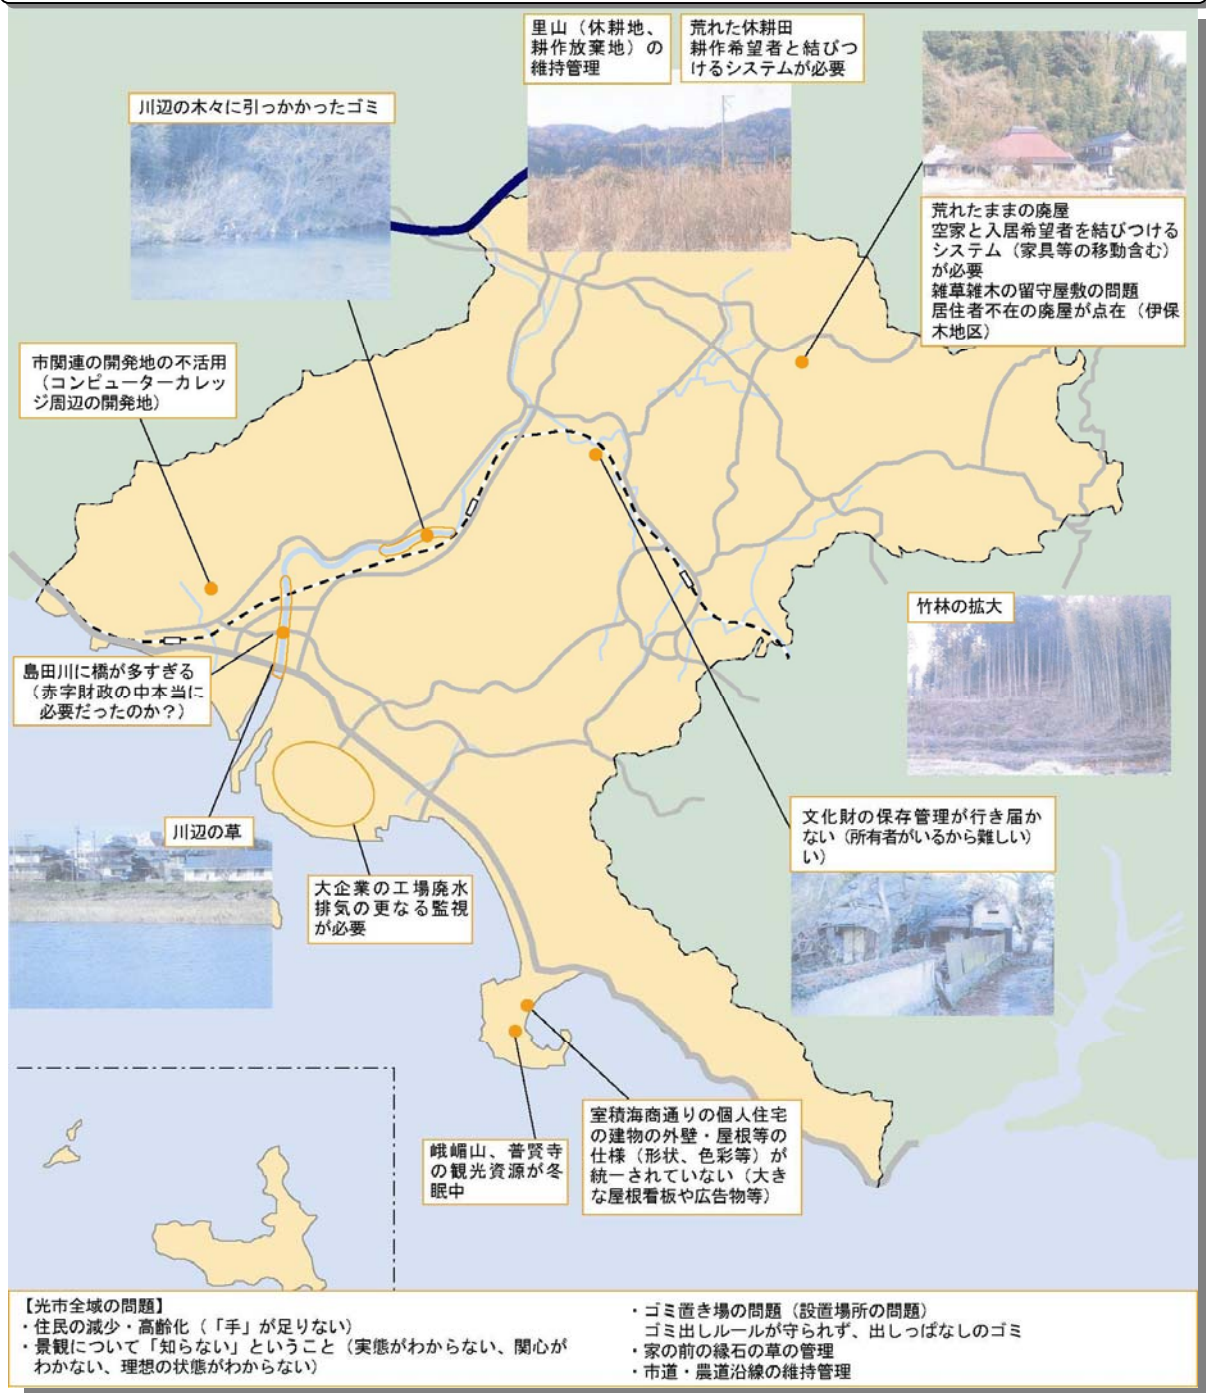 里山（休耕地、
耕作放棄地）の
維持管理
荒れた休耕田
耕作希望者と結びつ
けるシステムが必要
川辺の木々に引っかかったゴミ
荒れたままの廃屋
空家と入居希望者を結びつける
システム（家具等の移動含む）
が必要
雑草雑木の留守屋敷の問題
居住者不在の廃屋が点在（伊保
木地区）
市関連の開発地の不活用
（コンピューターカレッ
ジ周辺の開発地）
竹林の拡大
島田川に橋が多すぎる
（赤字財政の中本当に
必要だったのか？）
川辺の草
文化財の保存管理が行き届か
ない（所有者がいるから難しい）
い）
大企業の工場廃水
排気の更なる監視
が必要
室積海商通りの個人住宅
の建物の外壁・屋根等の
仕様（形状、色彩等）が
統一されていない（大き
な屋根看板や広告物等）
峨嵋山、普賢寺
の観光資源が冬
眠中
【光市全域の問題】
・住民の減少・高齢化（「手」が足りない）
・景観について「知らない」ということ（実態がわからない、関心が
わかない、理想の状態がわからない）
・ゴミ置き場の問題（設置場所の問題）
ゴミ出しルールが守られず、出しっぱなしのゴミ
・家の前の縁石の草の管理
・市道・農道沿線の維持管理